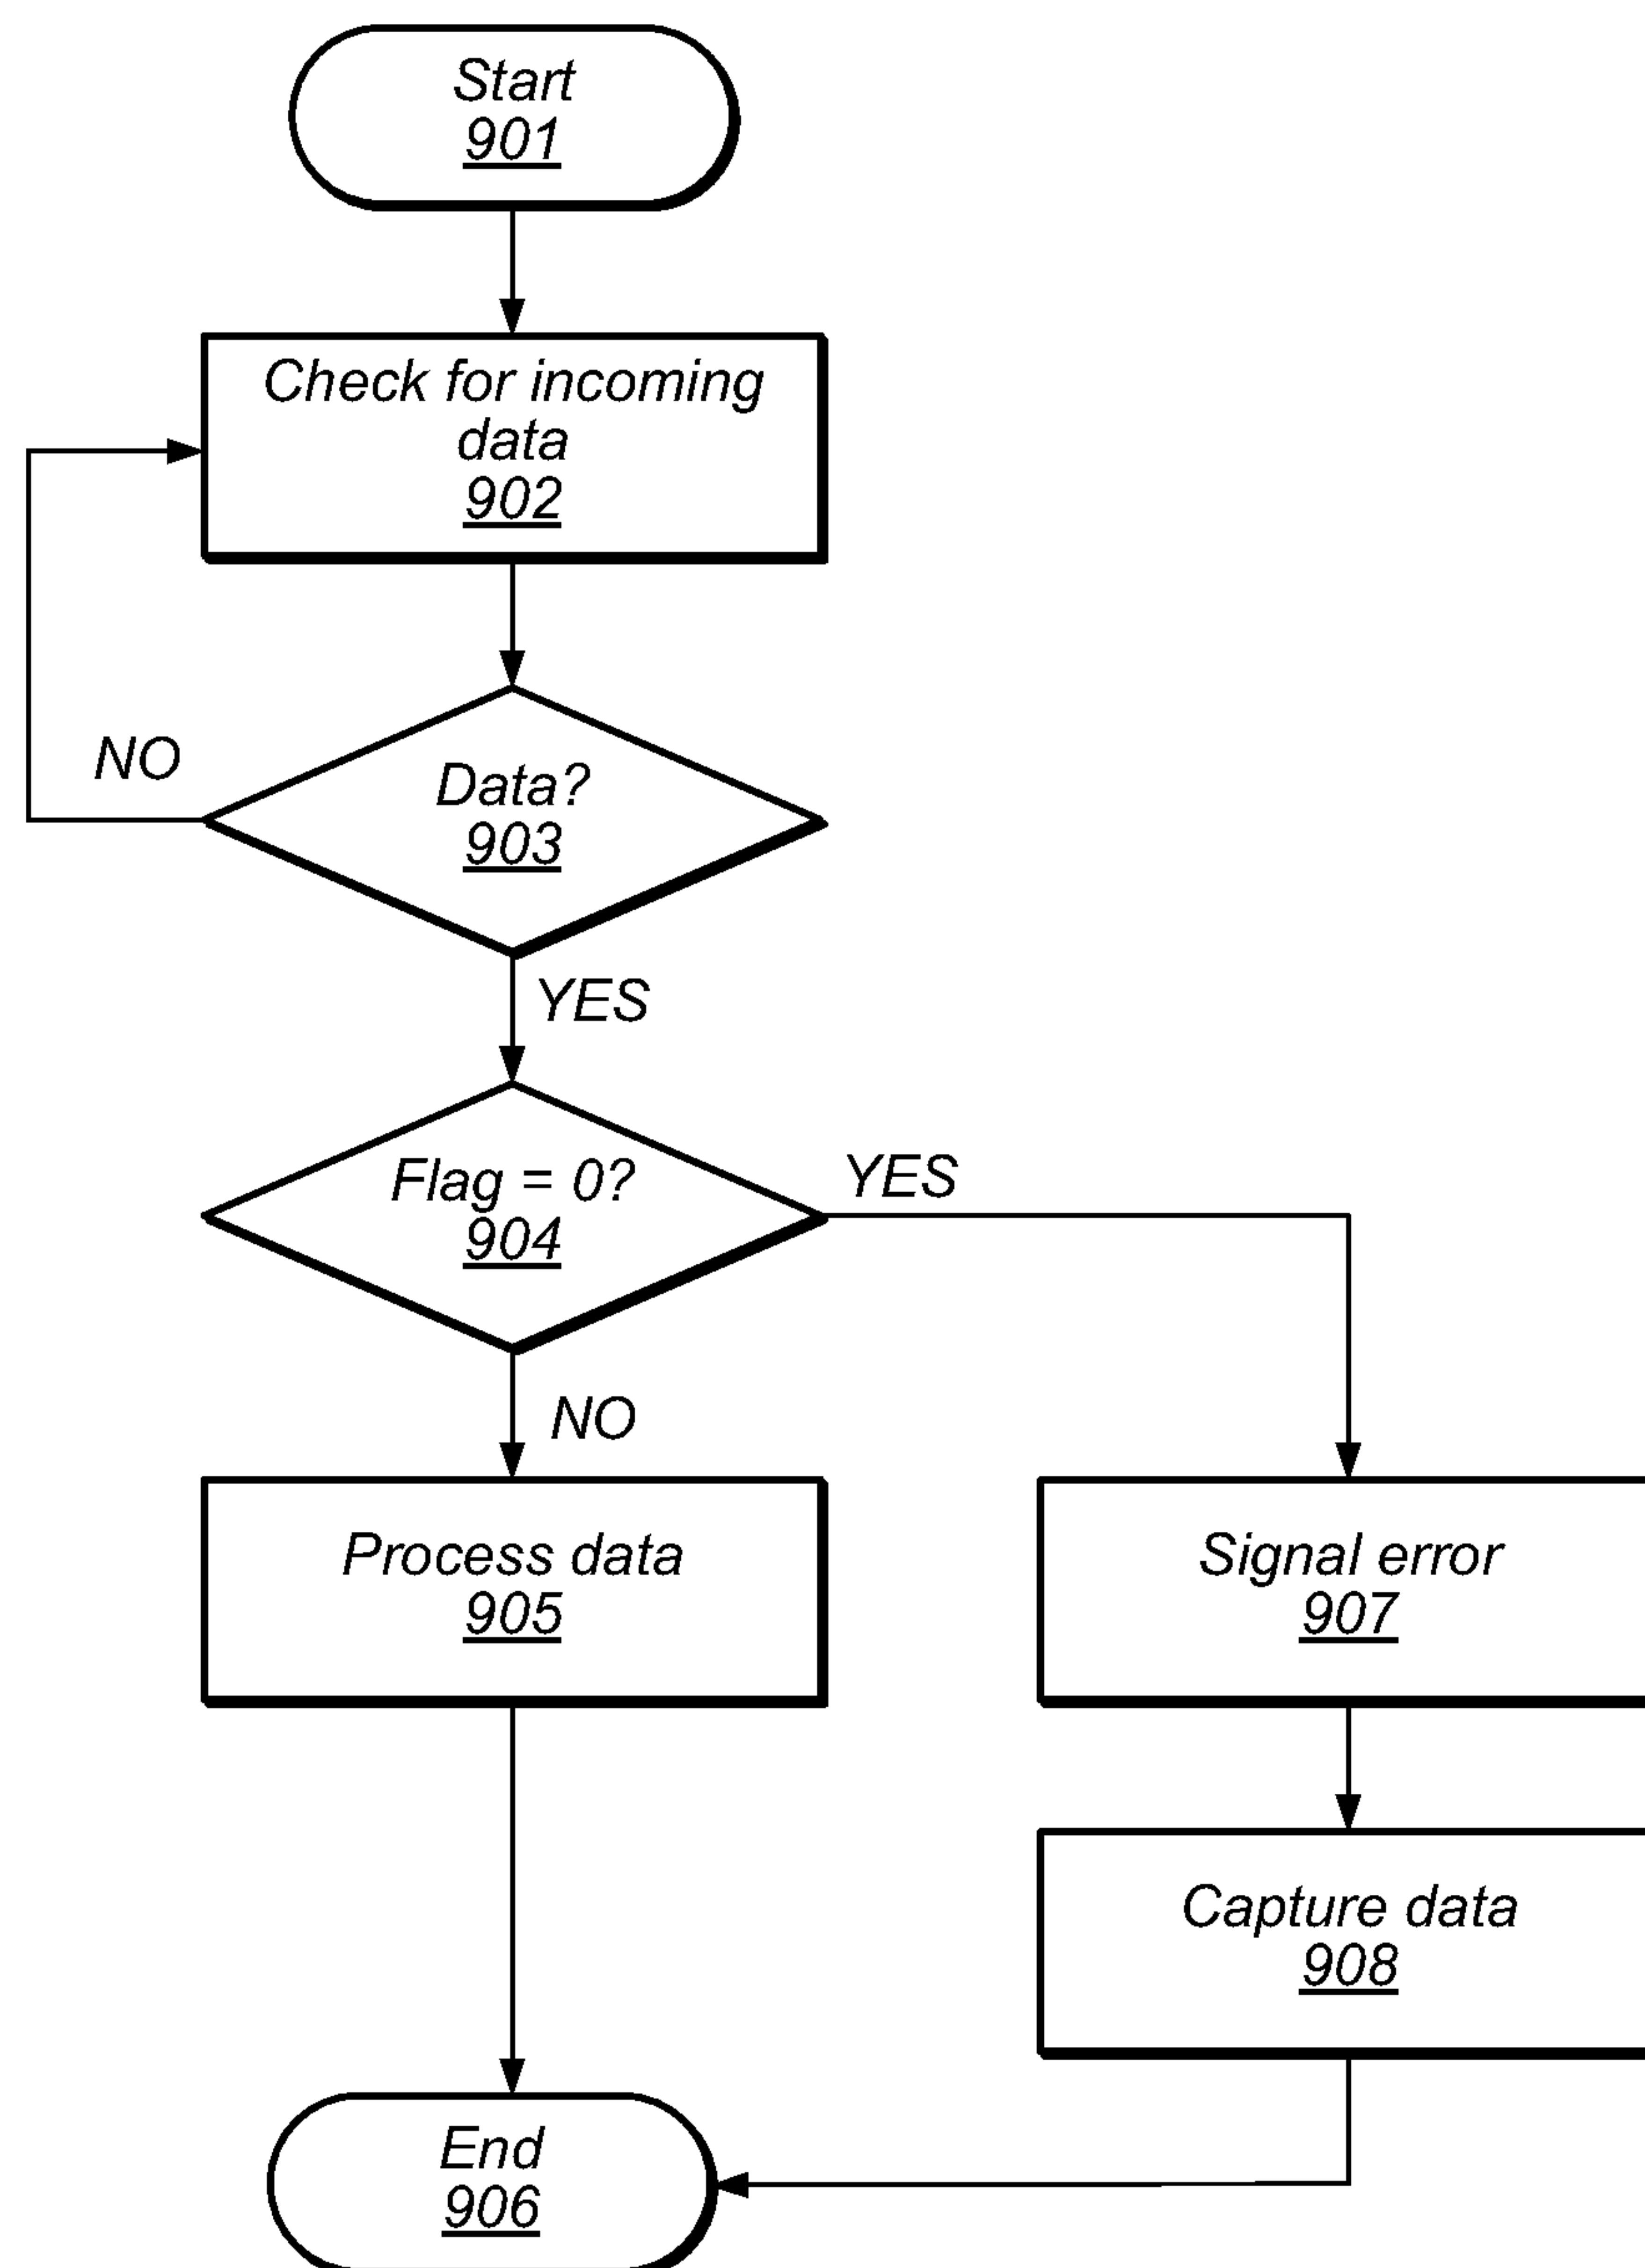 Start
901
Check for incoming
data
902
NO
Data?
903
YES
Flag = 0?
904
YES
NO
Process data
905
Signal error
907
Capture data
908
End
906